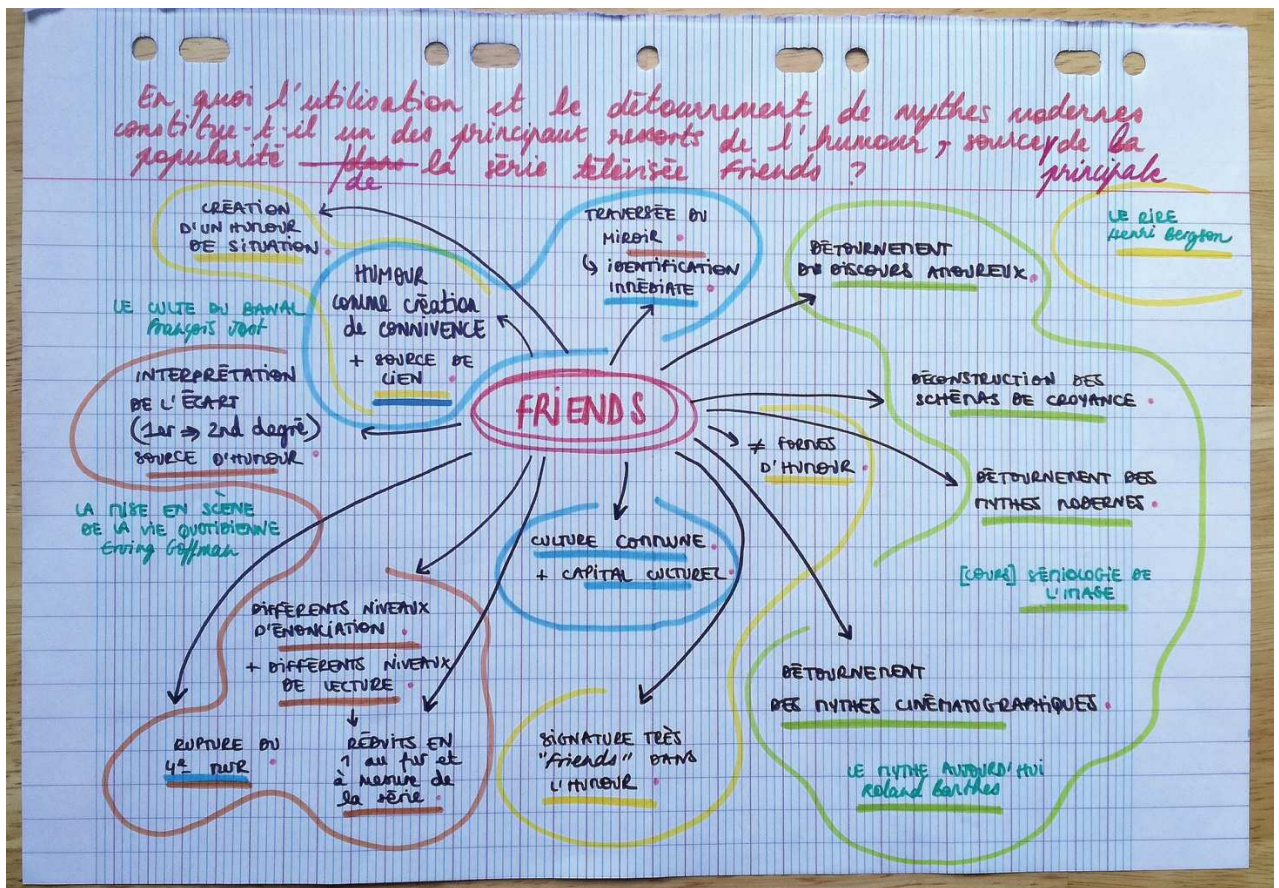 En quoi l'utilisation et le détournement de mythes modernes
constitue-t-il un des principaux ressorts de l'humour, source de la
popularité de la série télévisée Friends ?
principale
CRÉATION
D'UN HUMOUR
DE SITUATION
HUMOUR
comme création
de CONNIVENCE
+ SOURCE DE
LIEN
TRAVERSÉE DU
MIROIR
↳ IDENTIFICATION
IMMÉDIATE
DÉTOURNEMENT
DU DISCOURS AMOUREUX
LE RIRE
Henri Bergson
LE CULTE DU BANAL
François Jost
INTERPRÉTATION
DE L'ÉCART
(1er → 2nd degré)
SOURCE D'HUMOUR
FRIENDS
DÉCONSTRUCTION DES
SCHÉMAS DE CROYANCE
≠ FORMES
D'HUMOUR
DÉTOURNEMENT DES
MYTHES MODERNES
LA MISE EN SCÈNE
DE LA VIE QUOTIDIENNE
Erving Goffman
CULTURE COMMUNE
+ CAPITAL CULTUREL
[COURS] SÉMIOLOGIE DE
L'IMAGE
DIFFÉRENTS NIVEAUX
D'ÉNONCIATION
+ DIFFÉRENTS NIVEAUX
DE LECTURE
DÉTOURNEMENT
DES MYTHES CINÉMATOGRAPHIQUES
RUPTURE DU
4e MUR
RÉDUITS EN
1 au fur et
à mesure de
la série
SIGNATURE TRÈS
"friends" DANS
L'HUMOUR
LE MYTHE AUJOURD'HUI
Roland Barthes